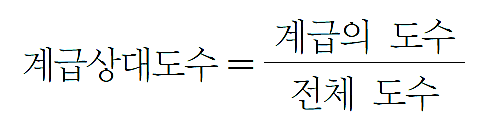 계급상대도수 = 계급의 도수 / 전체 도수